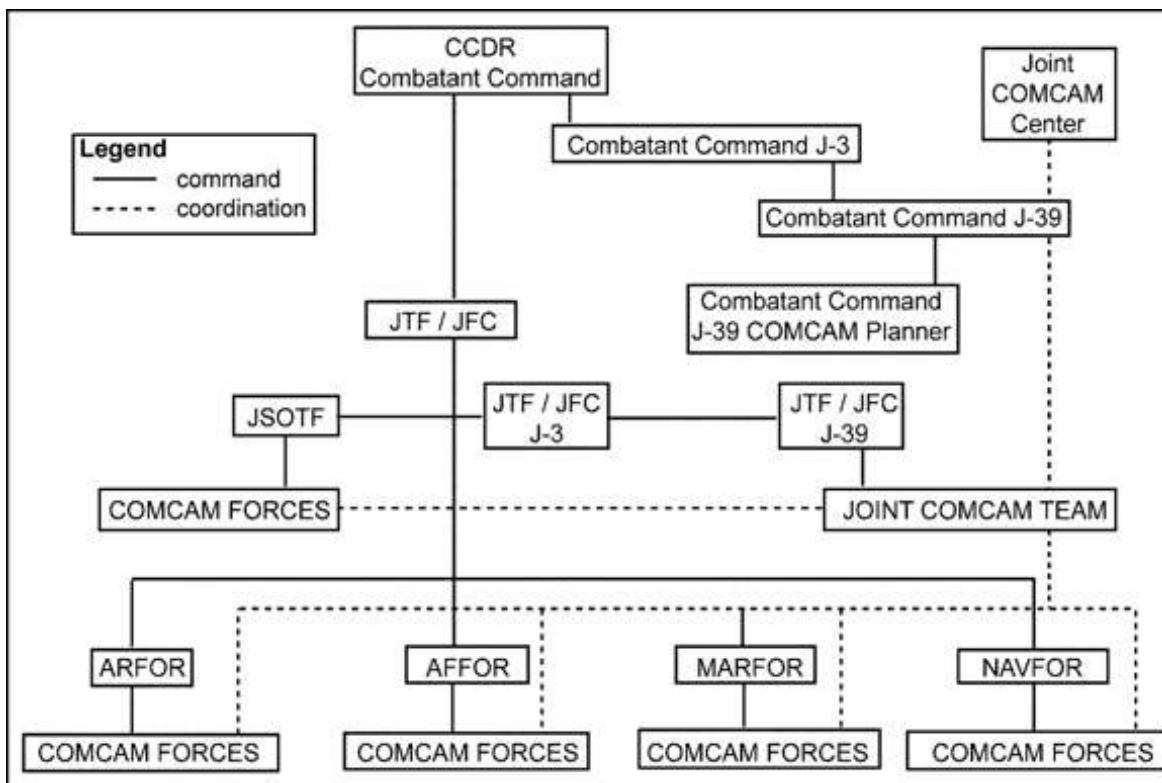 CCDR
Combatant Command
Joint
COMCAM
Center
Legend
command
coordination
Combatant Command J-3
Combatant Command J-39
Combatant Command
J-39 COMCAM Planner
JTF / JFC
JSOTF
JTF / JFC
J-3
JTF / JFC
J-39
COMCAM FORCES
JOINT COMCAM TEAM
ARFOR
AFFOR
MARFOR
NAVFOR
COMCAM FORCES
COMCAM FORCES
COMCAM FORCES
COMCAM FORCES